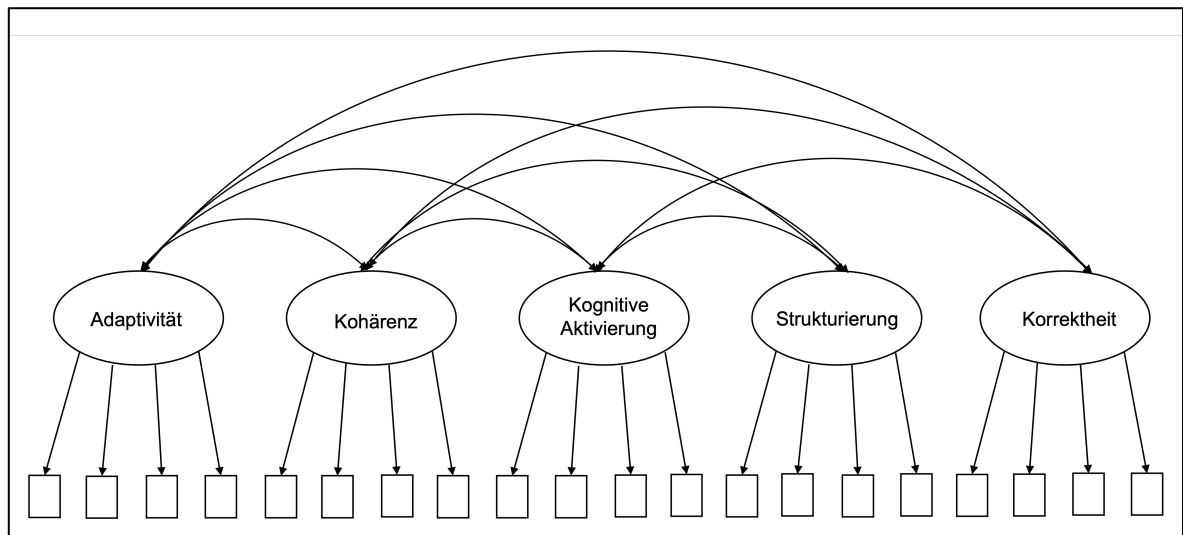 Adaptivität
Kohärenz
Kognitive
Aktivierung
Strukturierung
Korrektheit